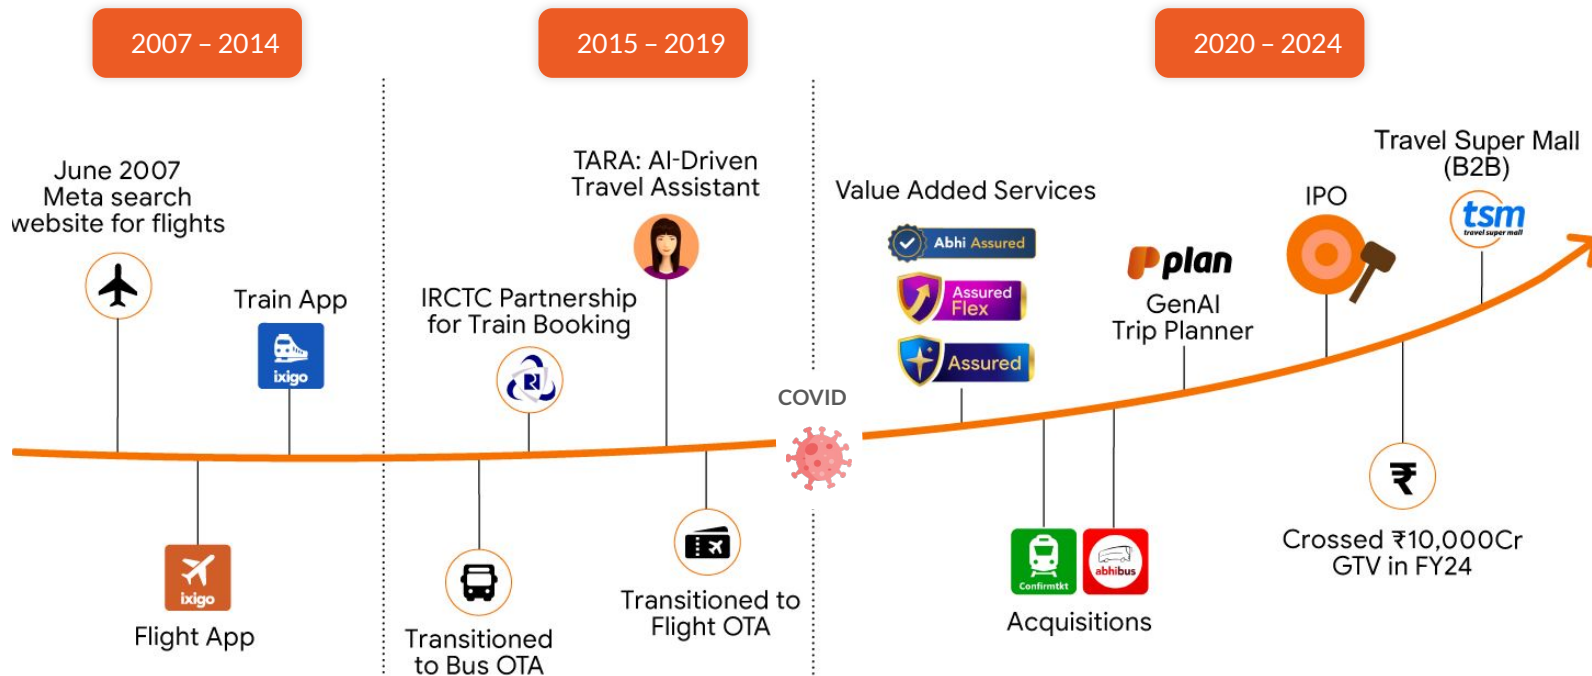 2007 – 2014
2015 – 2019
2020 – 2024
June 2007
Meta search
website for flights
Train App
ixigo
ixigo
Flight App
IRCTC Partnership
for Train Booking
R
TARA: AI-Driven
Travel Assistant
Transitioned
to Bus OTA
Transitioned to
Flight OTA
COVID
Value Added Services
Abhi Assured
Assured
Flex
Assured
Confirmtkt
abhibus
Acquisitions
plan
GenAI
Trip Planner
IPO
₹
Crossed ₹10,000Cr
GTV in FY24
Travel Super Mall
(B2B)
tsm
travel super mall